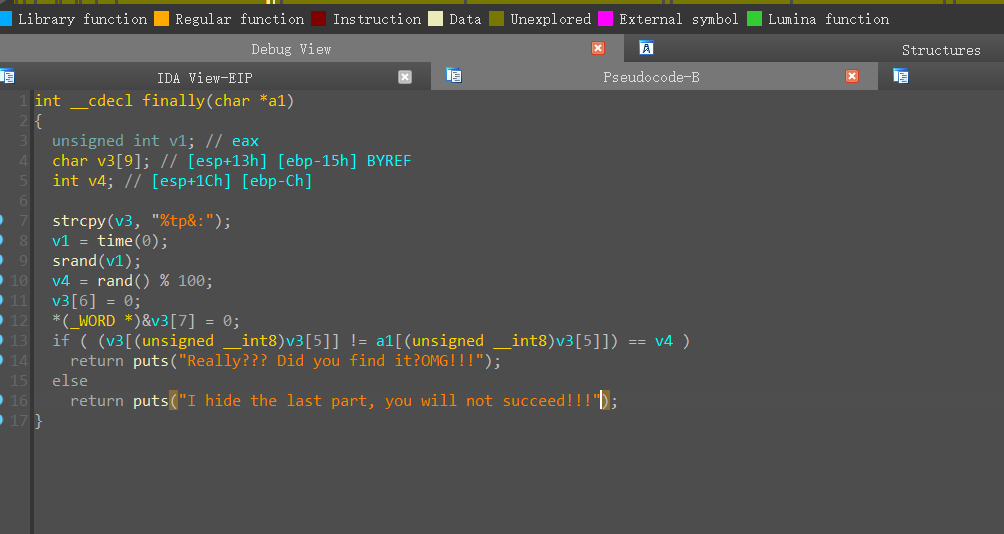 Library function Regular function Instruction Data Unexplored External symbol Lumina function
Debug View A Structures
IDA View-EIP Pseudocode-B
1 int __cdecl finally(char *a1)
2 {
3 unsigned int v1; // eax
4 char v3[9]; // [esp+13h] [ebp-15h] BYREF
5 int v4; // [esp+1Ch] [ebp-Ch]
6
7 strcpy(v3, "%tp&:");
8 v1 = time(0);
9 srand(v1);
10 v4 = rand() % 100;
11 v3[6] = 0;
12 *(_WORD *)&v3[7] = 0;
13 if ( (v3[(unsigned __int8)v3[5]] != a1[(unsigned __int8)v3[5]]) == v4 )
14 return puts("Really??? Did you find it?OMG!!!");
15 else
16 return puts("I hide the last part, you will not succeed!!!");
17 }